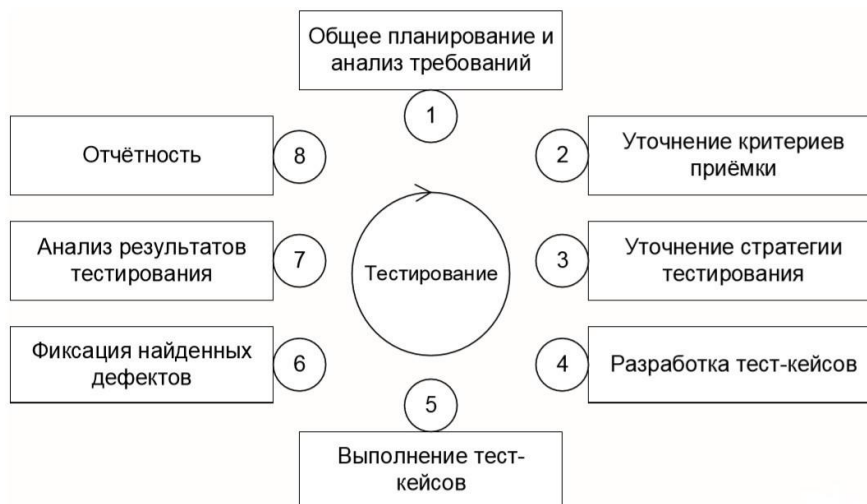 Общее планирование и
анализ требований
1
2
Уточнение критериев
приёмки
3
Уточнение стратегии
тестирования
4
Разработка тест-кейсов
5
Выполнение тест-
кейсов
6
Фиксация найденных
дефектов
7
Анализ результатов
тестирования
8
Отчётность
Тестирование